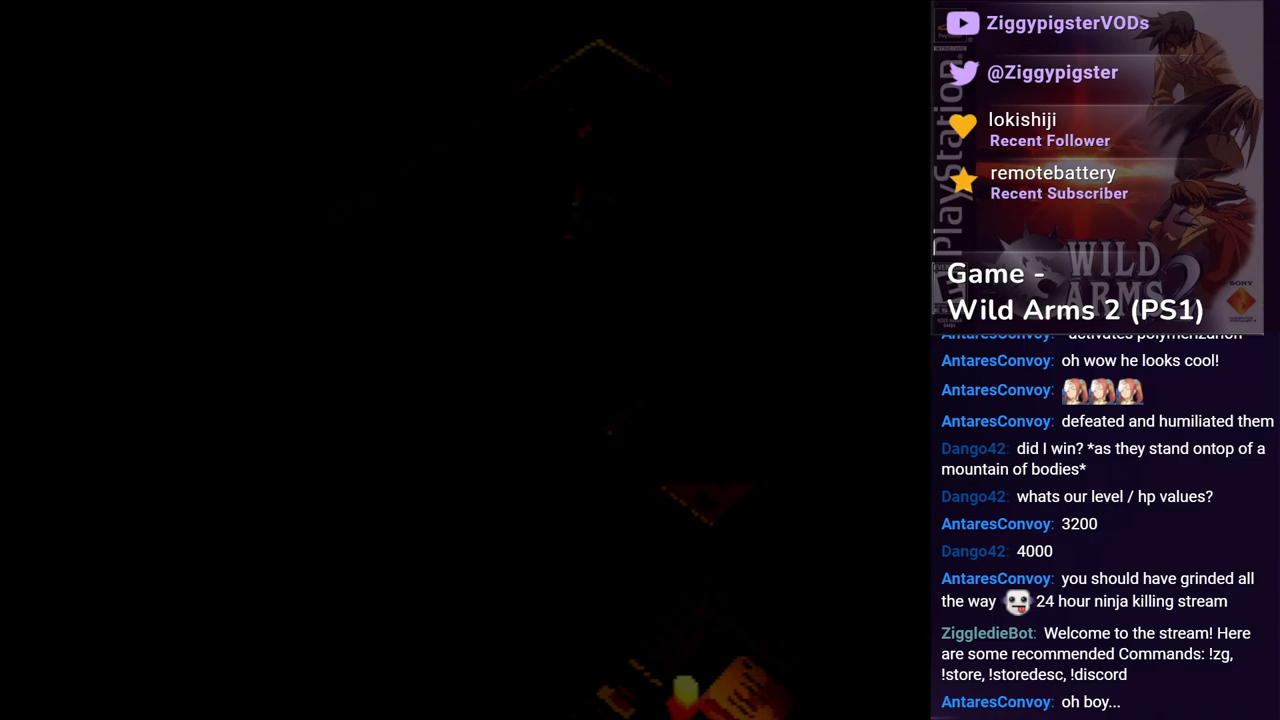 ZiggypigsterVODs
@Ziggypigster
lokishiji
Recent Follower
remotebattery
Recent Subscriber
PlayStation
WILD
ARMS 2
SONY
Game -
Wild Arms 2 (PS1)
AntaresConvoy: *activates polymerization*
AntaresConvoy: oh wow he looks cool!
AntaresConvoy:
AntaresConvoy: defeated and humiliated them
Dango42: did I win? *as they stand ontop of a
mountain of bodies*
Dango42: whats our level / hp values?
AntaresConvoy: 3200
Dango42: 4000
AntaresConvoy: you should have grinded all
the way 24 hour ninja killing stream
ZiggledieBot: Welcome to the stream! Here
are some recommended Commands: !zg,
!store, !storedesc, !discord
AntaresConvoy: oh boy...